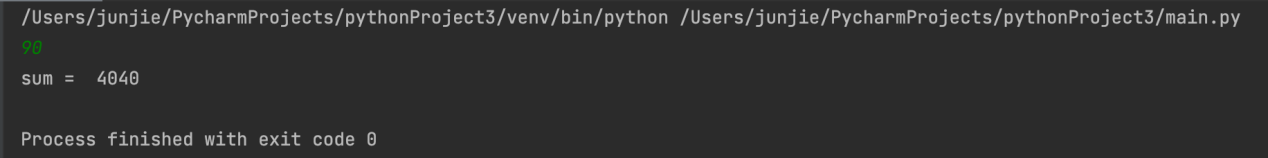 /Users/junjie/PycharmProjects/pythonProject3/venv/bin/python /Users/junjie/PycharmProjects/pythonProject3/main.py
90
sum =  4040
Process finished with exit code 0